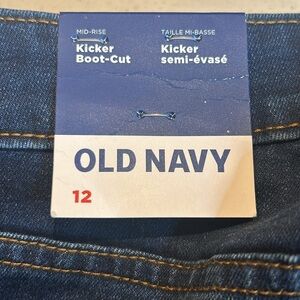 MID-RISE
Kicker
Boot-Cut
TAILLE MI-BASSE
Kicker
semi-évasé
OLD NAVY
12